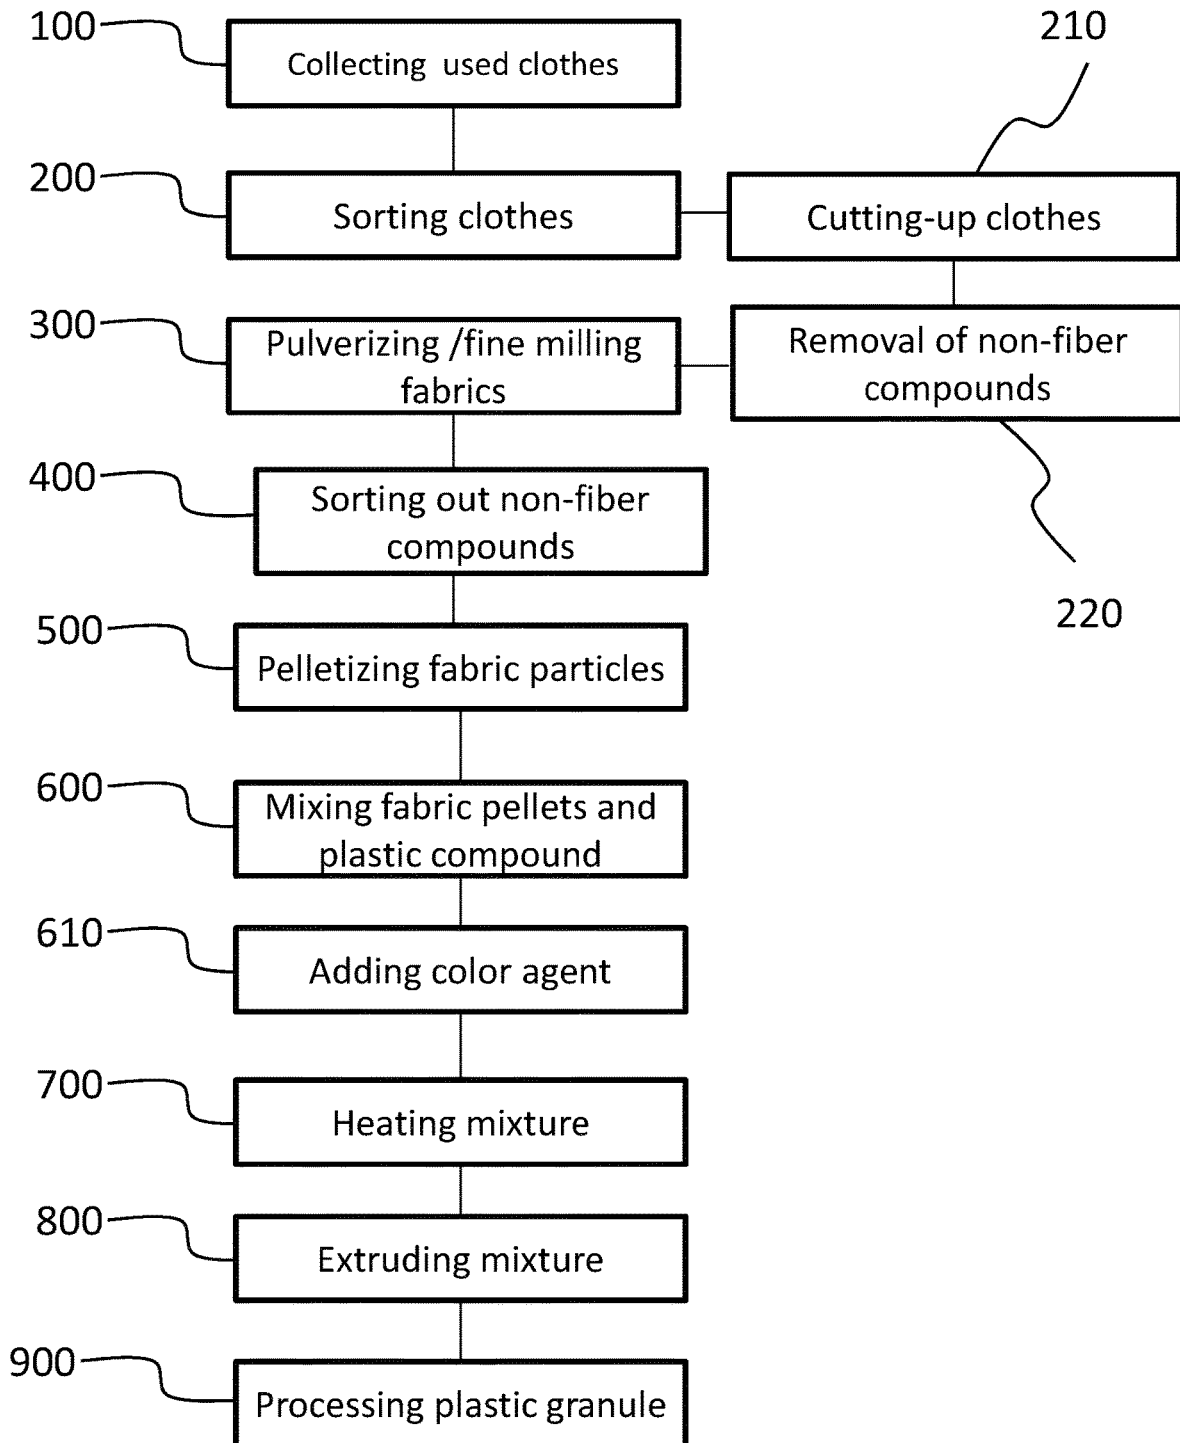 100
Collecting used clothes
210
200
Sorting clothes
Cutting-up clothes
300
Pulverizing /fine milling
fabrics
Removal of non-fiber
compounds
400
Sorting out non-fiber
compounds
220
500
Pelletizing fabric particles
600
Mixing fabric pellets and
plastic compound
610
Adding color agent
700
Heating mixture
800
Extruding mixture
900
Processing plastic granule